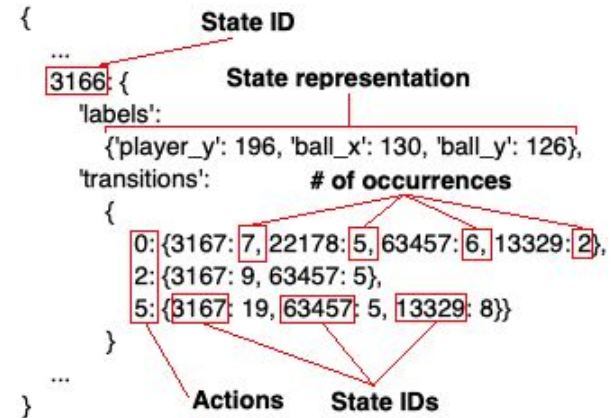 {
State ID
...
3166: {
State representation
'labels':
{'player_y': 196, 'ball_x': 130, 'ball_y': 126},
'transitions':
# of occurrences
{
0: {3167: 7, 22178: 5, 63457: 6, 13329: 2},
2: {3167: 9, 63457: 5},
5: {3167: 19, 63457: 5, 13329: 8}}
}
...
Actions
State IDs
}